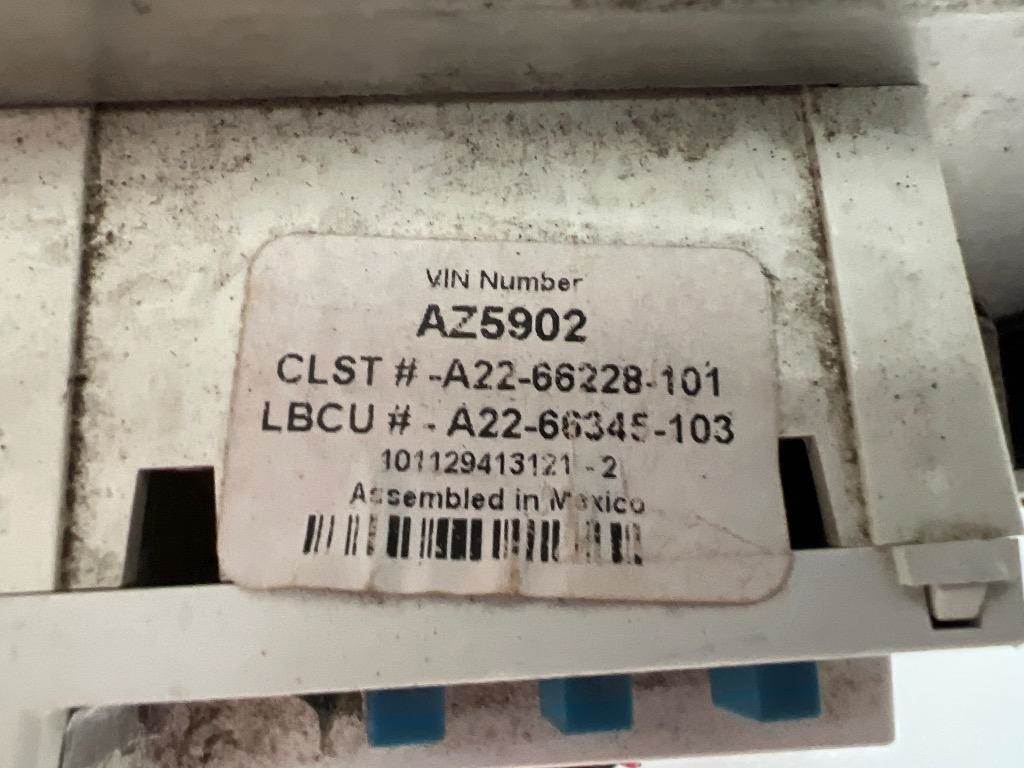 VIN Number
AZ5902
CLST # -A22-66228-101
LBCU # - A22-66345-103
101129413121 - 2
Assembled in Mexico